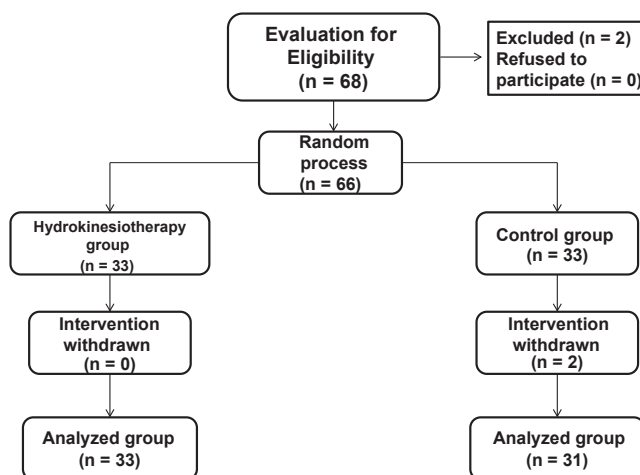 Evaluation for
Eligibility
(n = 68)
Excluded (n = 2)
Refused to
participate (n = 0)
Random
process
(n = 66)
Hydrokinesiotherapy
group
(n = 33)
Control group
(n = 33)
Intervention
withdrawn
(n = 0)
Intervention
withdrawn
(n = 2)
Analyzed group
(n = 33)
Analyzed group
(n = 31)